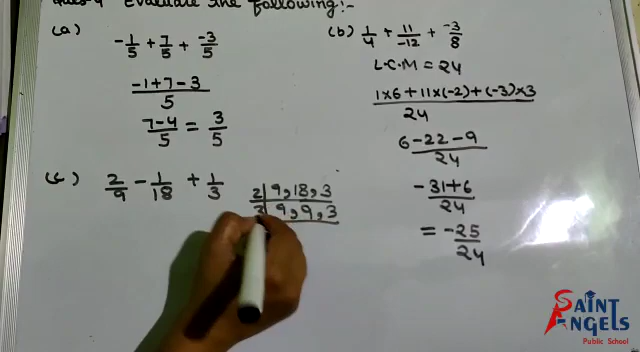 Ques-4 Evaluate the following:-
(a)
-1/5 + 7/5 + -3/5
-1+7-3/5
7-4/5 = 3/5
(b) 1/4 + 11/-12 + -3/8
L.C.M = 24
1×6+11×(-2)+(-3)×3/24
6-22-9/24
-31+6/24
= -25/24
(c) 2/9 - 1/18 + 1/3
2 9, 18, 3
3 9, 9, 3
SAINT
ANGELS
Public School